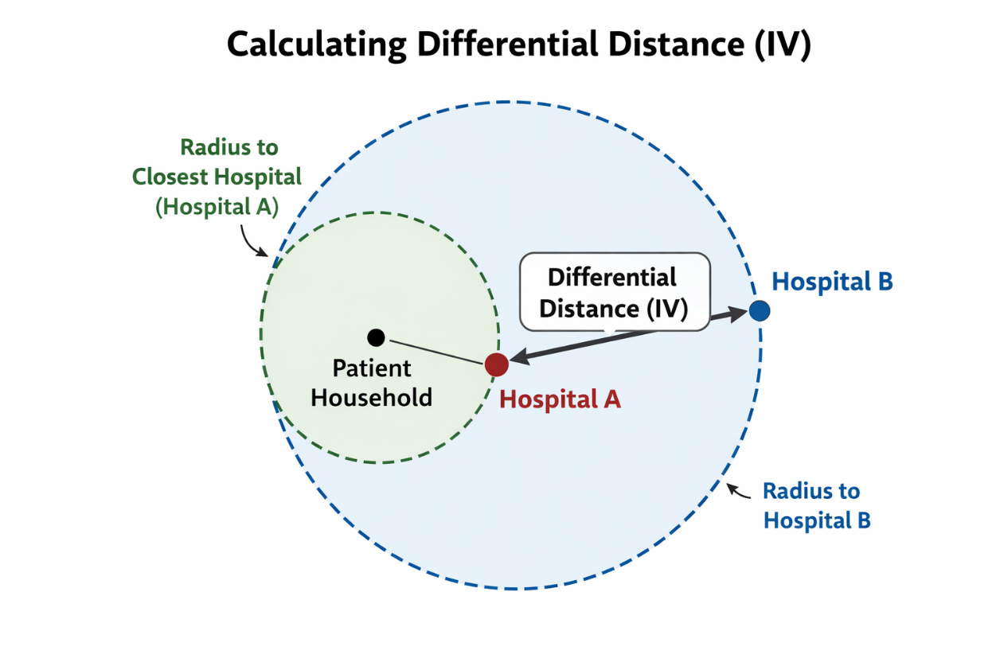 Calculating Differential Distance (IV)
Radius to
Closest Hospital
(Hospital A)
Differential
Distance (IV)
Hospital B
Patient
Household
Hospital A
Radius to
Hospital B